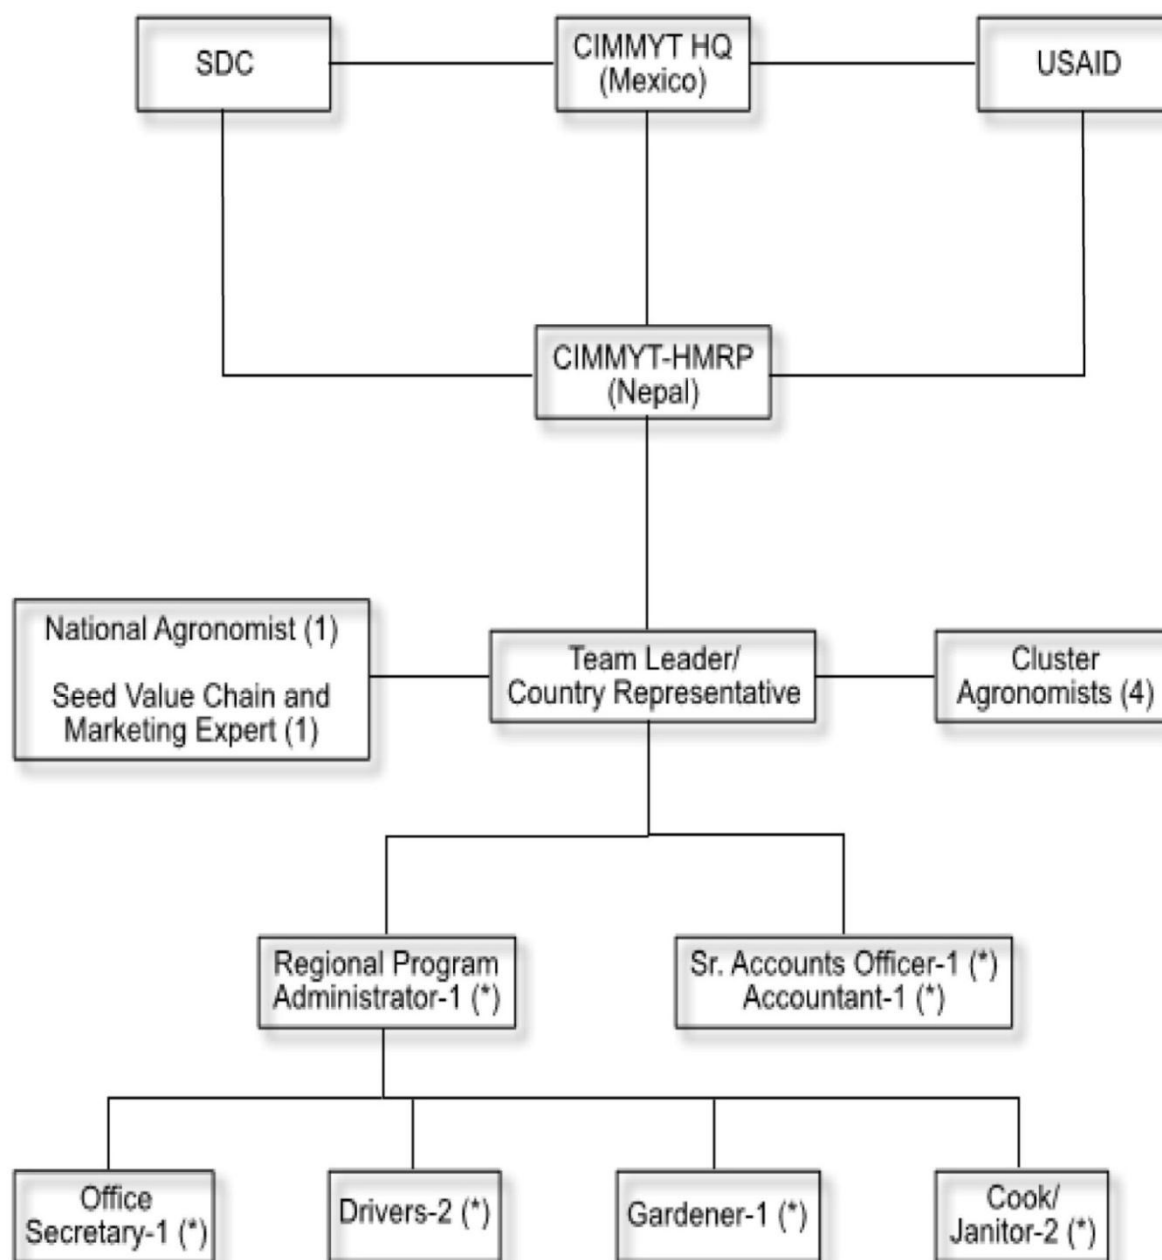 SDC
CIMMYT HQ
(Mexico)
USAID
CIMMYT-HMRP
(Nepal)
National Agronomist (1)
Seed Value Chain and
Marketing Expert (1)
Team Leader/
Country Representative
Cluster
Agronomists (4)
Regional Program
Administrator-1 (*)
Sr. Accounts Officer-1 (*)
Accountant-1 (*)
Office
Secretary-1 (*)
Drivers-2 (*)
Gardener-1 (*)
Cook/
Janitor-2 (*)